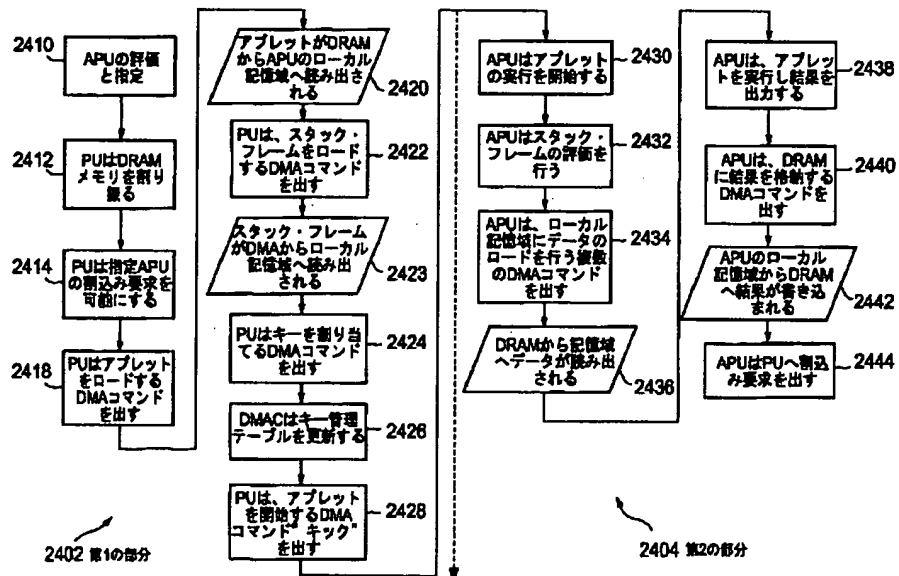 2410
APUの評価
と指定
2412
PUはDRAM
メモリを割り
振る
2414
PUは指定APU
の割込み要求を
可能にする
2418
PUはアプレット
をロードする
DMAコマンド
を出す
アプレットがDRAM
からAPUのローカル
記憶域へ読み出さ
れる
2420
PUは、スタック・
フレームをロード
するDMAコマンド
を出す
2422
スタック・フレーム
がDMAからローカル
記憶域へ読み出
される
2423
PUはキーを割り当
てるDMAコマンド
を出す
2424
DMACはキー管理
テーブルを更新する
2426
PUは、アプレット
を開始するDMA
コマンド"キック"
を出す
2428
2402 第1の部分
APUはアプレット
の実行を開始する
2430
APUはスタック・
フレームの評価を
行う
2432
APUは、ローカル
記憶域にデータの
ロードを行う複数
のDMAコマンド
を出す
2434
DRAMから記憶域
へデータが読み出
される
2436
APUは、アプレッ
トを実行し結果を
出力する
2438
APUは、DRAM
に結果を格納する
DMAコマンドを
出す
2440
APUのローカル
記憶域からDRAM
へ結果が書き込
まれる
2442
APUはPUへ割込
み要求を出す
2444
2404 第2の部分